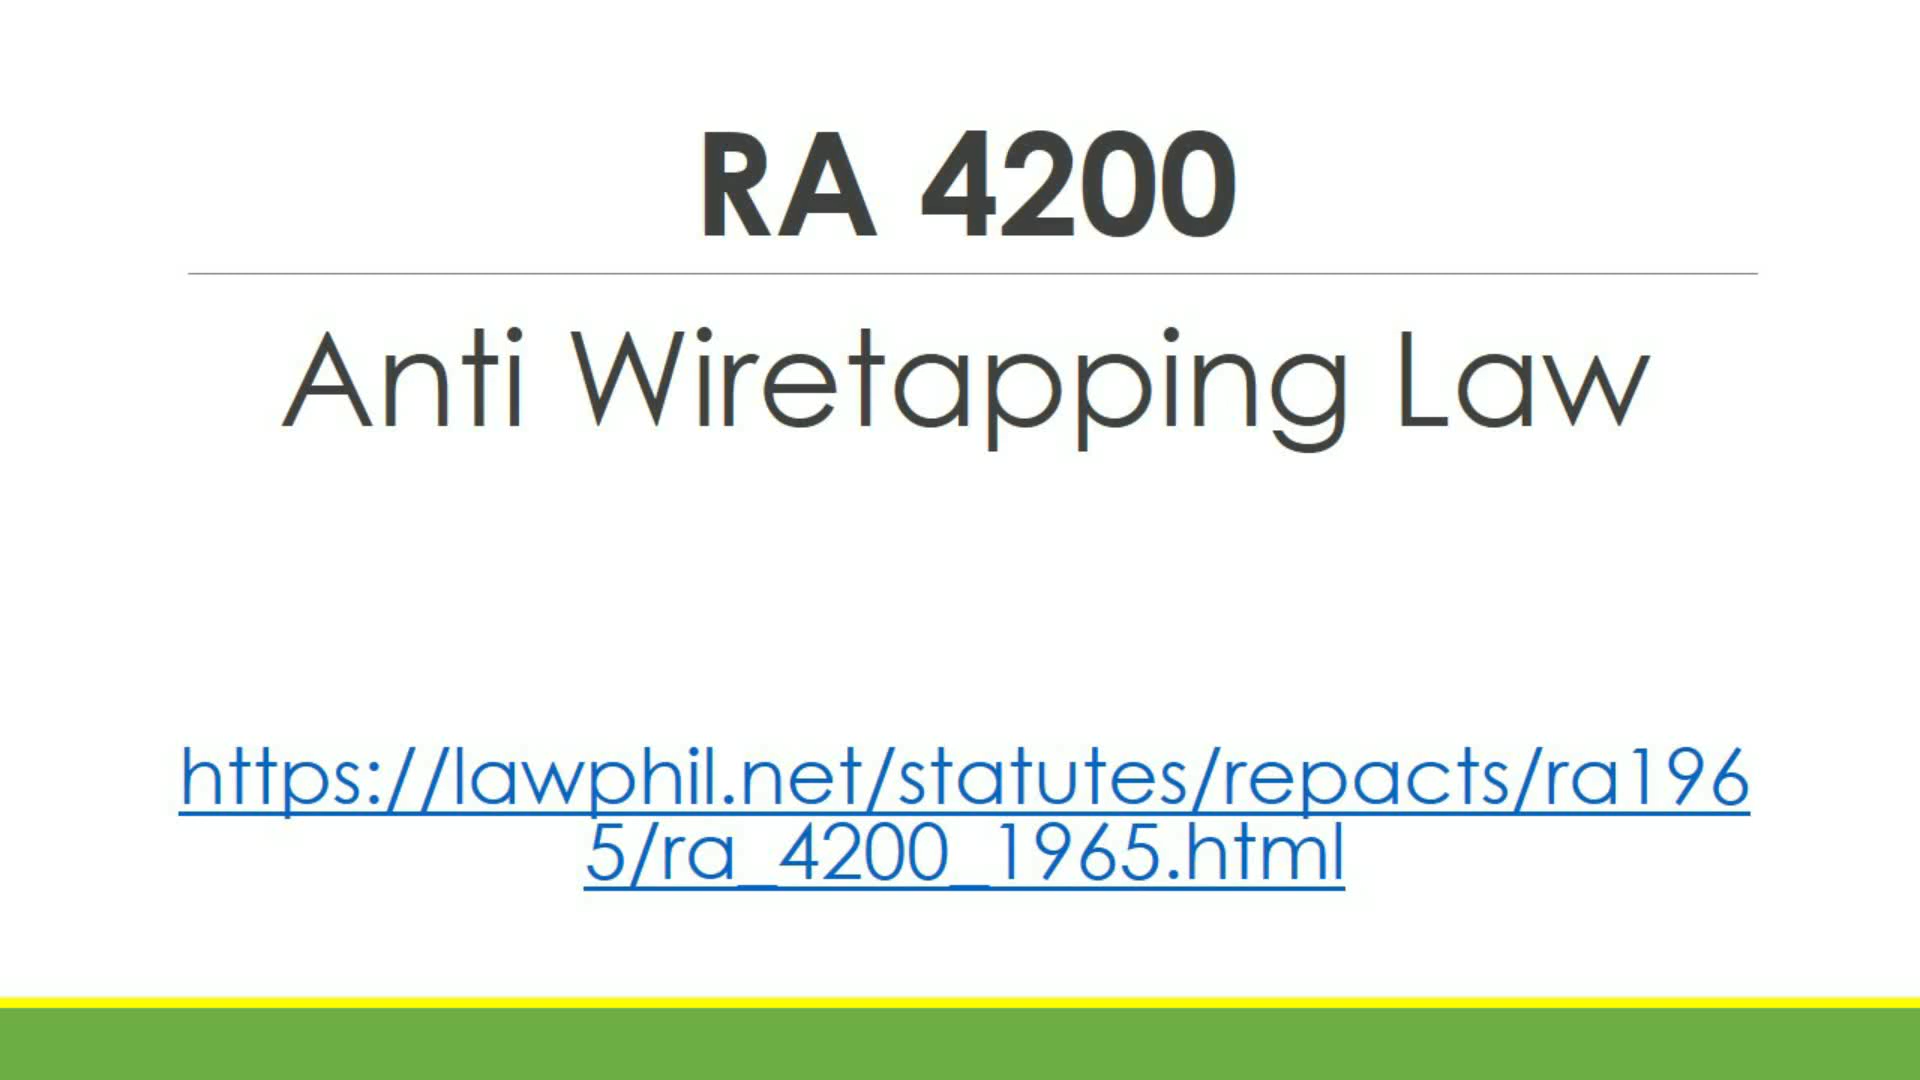 RA 4200
Anti Wiretapping Law
https://lawphil.net/statutes/repacts/ra196
5/ra_4200_1965.html